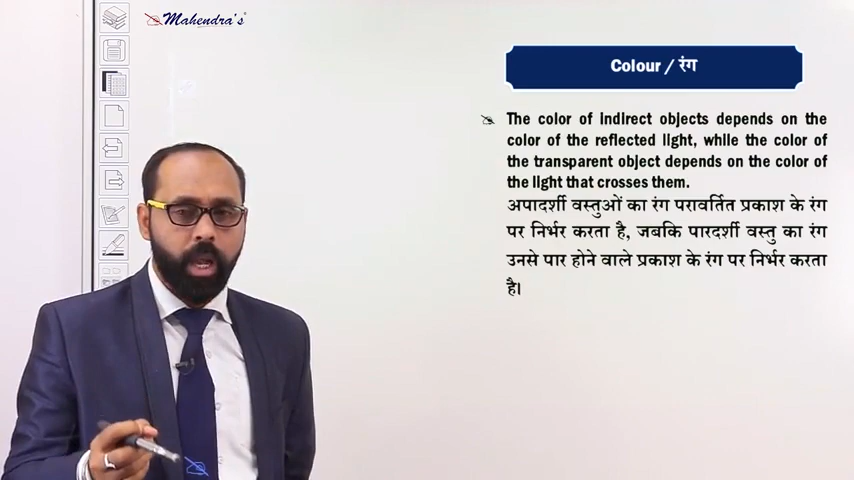 Mahendra's
Colour / रंग
The color of indirect objects depends on the
color of the reflected light, while the color of
the transparent object depends on the color of
the light that crosses them.
अपादर्शी वस्तुओं का रंग परावर्तित प्रकाश के रंग
पर निर्भर करता है, जबकि पारदर्शी वस्तु का रंग
उनसे पार होने वाले प्रकाश के रंग पर निर्भर करता
है।